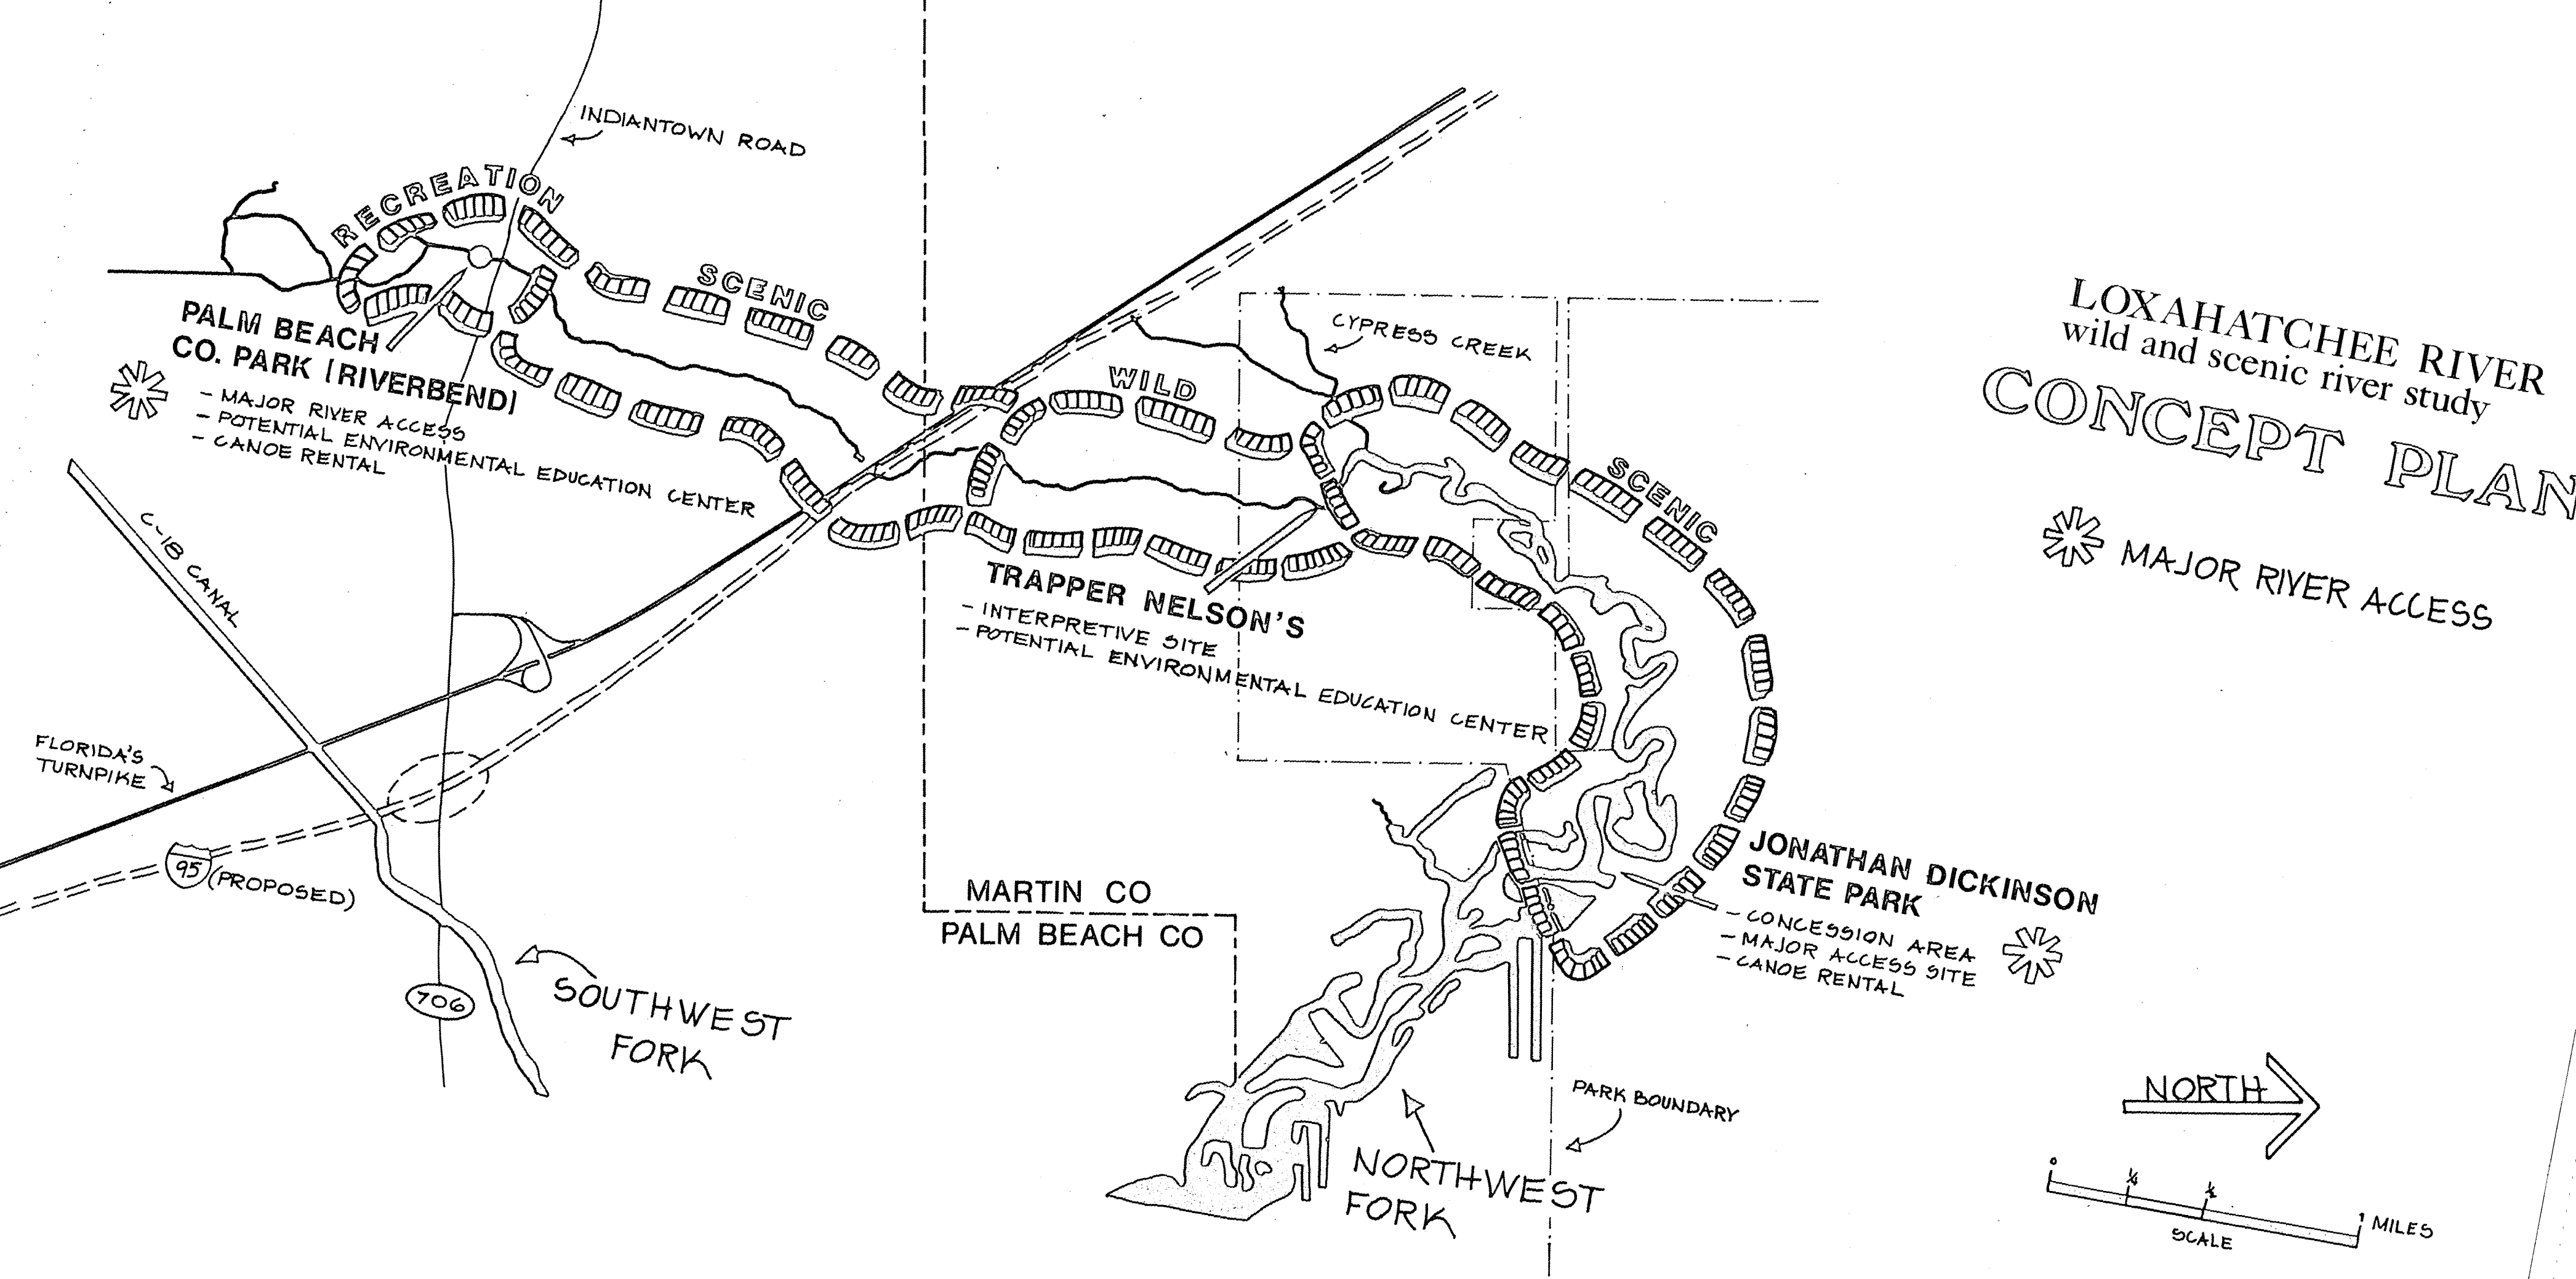 INDIANTOWN ROAD
RECREATION
SCENIC
PALM BEACH
CO. PARK (RIVERBEND)
- MAJOR RIVER ACCESS
- POTENTIAL ENVIRONMENTAL EDUCATION CENTER
- CANOE RENTAL
C-18 CANAL
FLORIDA'S
TURNPIKE
95 (PROPOSED)
706
SOUTHWEST
FORK
WILD
CYPRESS CREEK
SCENIC
TRAPPER NELSON'S
- INTERPRETIVE SITE
- POTENTIAL ENVIRONMENTAL EDUCATION CENTER
MARTIN CO
PALM BEACH CO
JONATHAN DICKINSON
STATE PARK
- CONCESSION AREA
- MAJOR ACCESS SITE
- CANOE RENTAL
NORTHWEST
FORK
PARK BOUNDARY
LOXAHATCHEE RIVER
wild and scenic river study
CONCEPT PLAN
MAJOR RIVER ACCESS
NORTH
0 ¼ ½ 1 MILES
SCALE